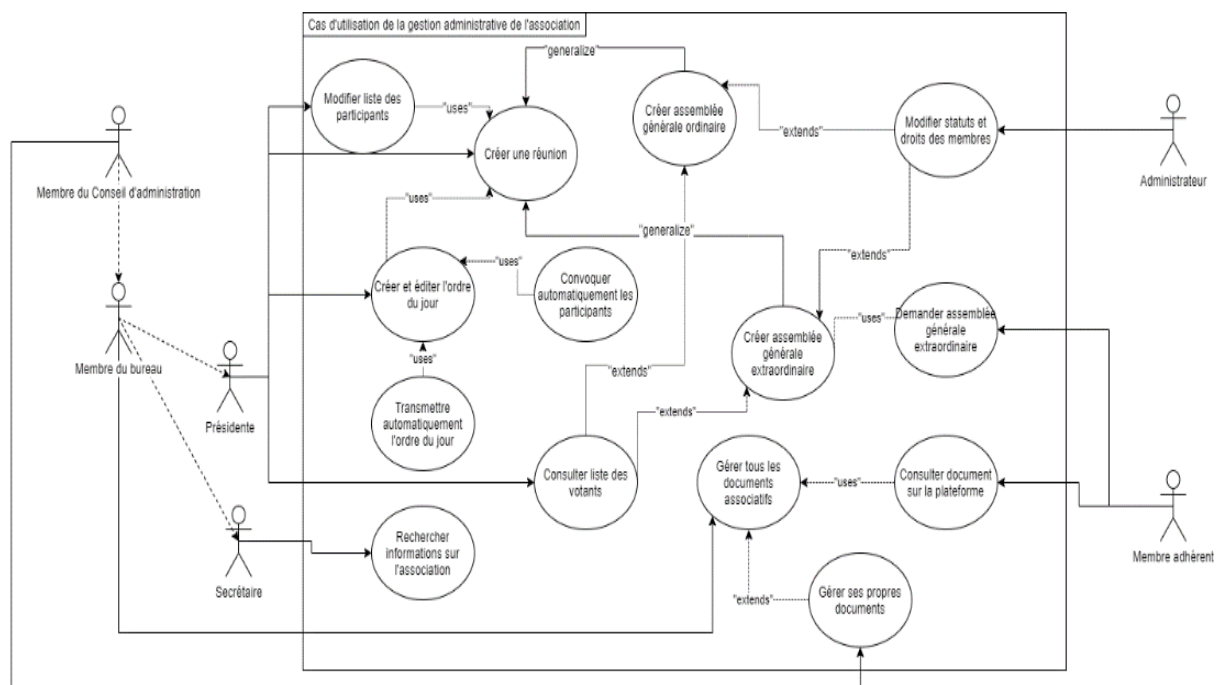 Cas d'utilisation de la gestion administrative de l'association
"generalize"
Modifier liste des
participants
"uses"
Créer une réunion
Créer assemblée
générale ordinaire
"extends"
Modifier statuts et
droits des membres
Administrateur
Membre du Conseil d'administration
"uses"
"generalize"
"extends"
Créer et éditer l'ordre
du jour
"uses"
Convoquer
automatiquement les
participants
Membre du bureau
Créer assemblée
générale
extraordinaire
"uses"
Demander assemblée
générale
extraordinaire
"uses"
"extends"
Présidente
Transmettre
automatiquement
l'ordre du jour
"extends"
Consulter liste des
votants
Gérer tous les
documents
associatifs
"uses"
Consulter document
sur la plateforme
Rechercher
informations sur
l'association
Secrétaire
Membre adhérent
"extends"
Gérer ses propres
documents